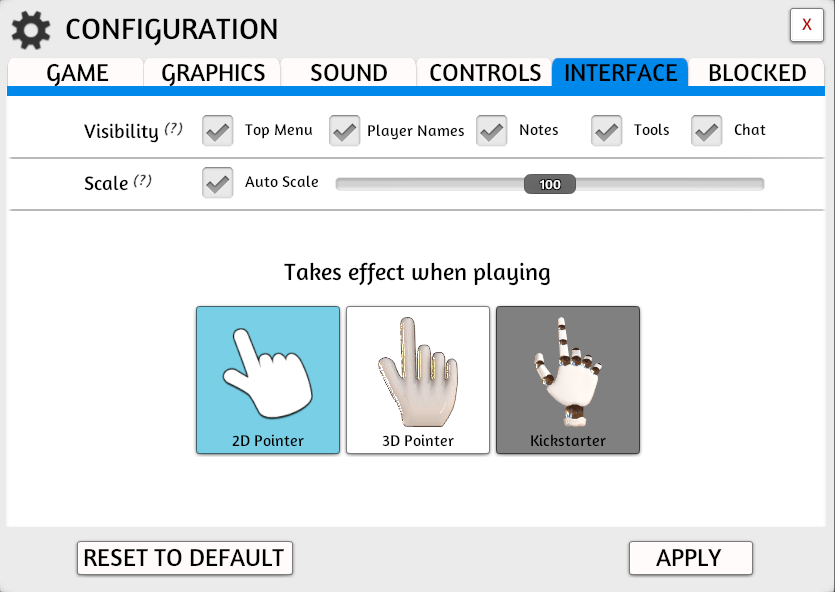 CONFIGURATION
X
GAME GRAPHICS SOUND CONTROLS INTERFACE BLOCKED
Visibility (?) Top Menu Player Names Notes Tools Chat
Scale (?) Auto Scale 100
Takes effect when playing
2D Pointer 3D Pointer Kickstarter
RESET TO DEFAULT APPLY